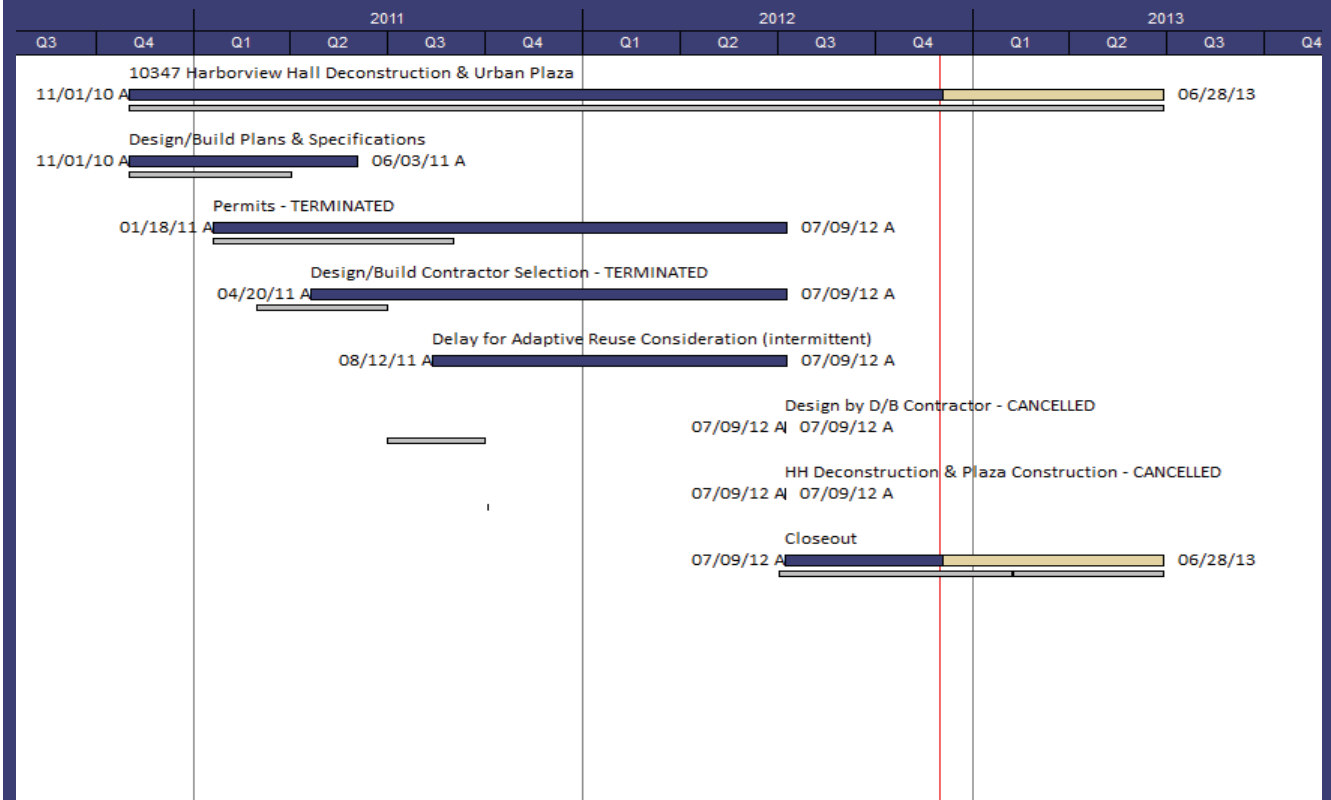 2011 2012 2013
Q3 Q4 Q1 Q2 Q3 Q4 Q1 Q2 Q3 Q4 Q1 Q2 Q3 Q4
10347 Harborview Hall Deconstruction & Urban Plaza
11/01/10 A 06/28/13
Design/Build Plans & Specifications
11/01/10 A 06/03/11 A
Permits - TERMINATED
01/18/11 A 07/09/12 A
Design/Build Contractor Selection - TERMINATED
04/20/11 A 07/09/12 A
Delay for Adaptive Reuse Consideration (intermittent)
08/12/11 A 07/09/12 A
Design by D/B Contractor - CANCELLED
07/09/12 A 07/09/12 A
HH Deconstruction & Plaza Construction - CANCELLED
07/09/12 A 07/09/12 A
Closeout
07/09/12 A 06/28/13